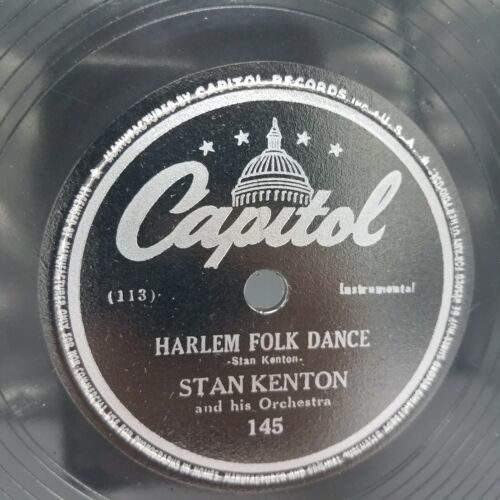 MANUFACTURED BY CAPITOL RECORDS, INC. U. S. A.
Capitol
(113)
Instrumental
HARLEM FOLK DANCE
-Stan Kenton-
STAN KENTON
and his Orchestra
145